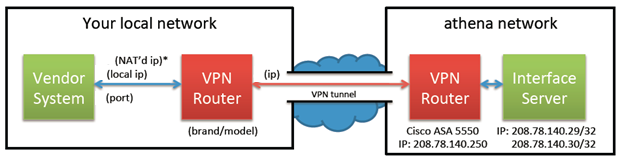 Your local network
athena network
Vendor
System
(NAT'd ip)*
(local ip)
(port)
VPN
Router
(brand/model)
(ip)
VPN tunnel
VPN
Router
Cisco ASA 5550
IP: 208.78.140.250
Interface
Server
IP: 208.78.140.29/32
208.78.140.30/32